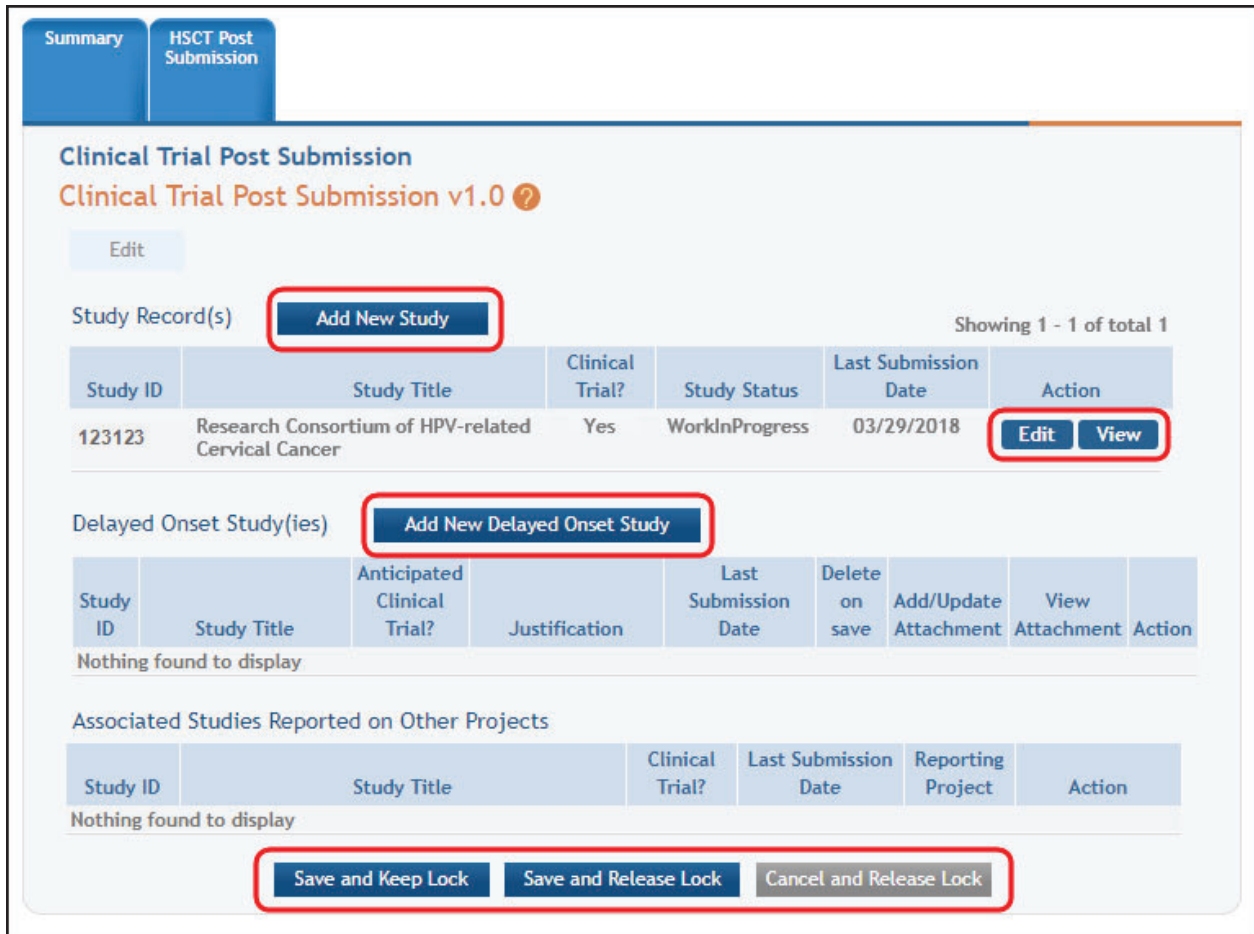 Summary
HSCT Post
Submission
Clinical Trial Post Submission
Clinical Trial Post Submission v1.0 ?
Edit
Study Record(s) Add New Study
Showing 1 - 1 of total 1
Study ID Study Title Clinical Trial? Study Status Last Submission Date Action
123123 Research Consortium of HPV-related Cervical Cancer Yes WorkInProgress 03/29/2018 Edit View
Delayed Onset Study(ies) Add New Delayed Onset Study
Study ID Study Title Anticipated Clinical Trial? Justification Last Submission Date Delete on save Add/Update Attachment View Attachment Action
Nothing found to display
Associated Studies Reported on Other Projects
Study ID Study Title Clinical Trial? Last Submission Date Reporting Project Action
Nothing found to display
Save and Keep Lock Save and Release Lock Cancel and Release Lock